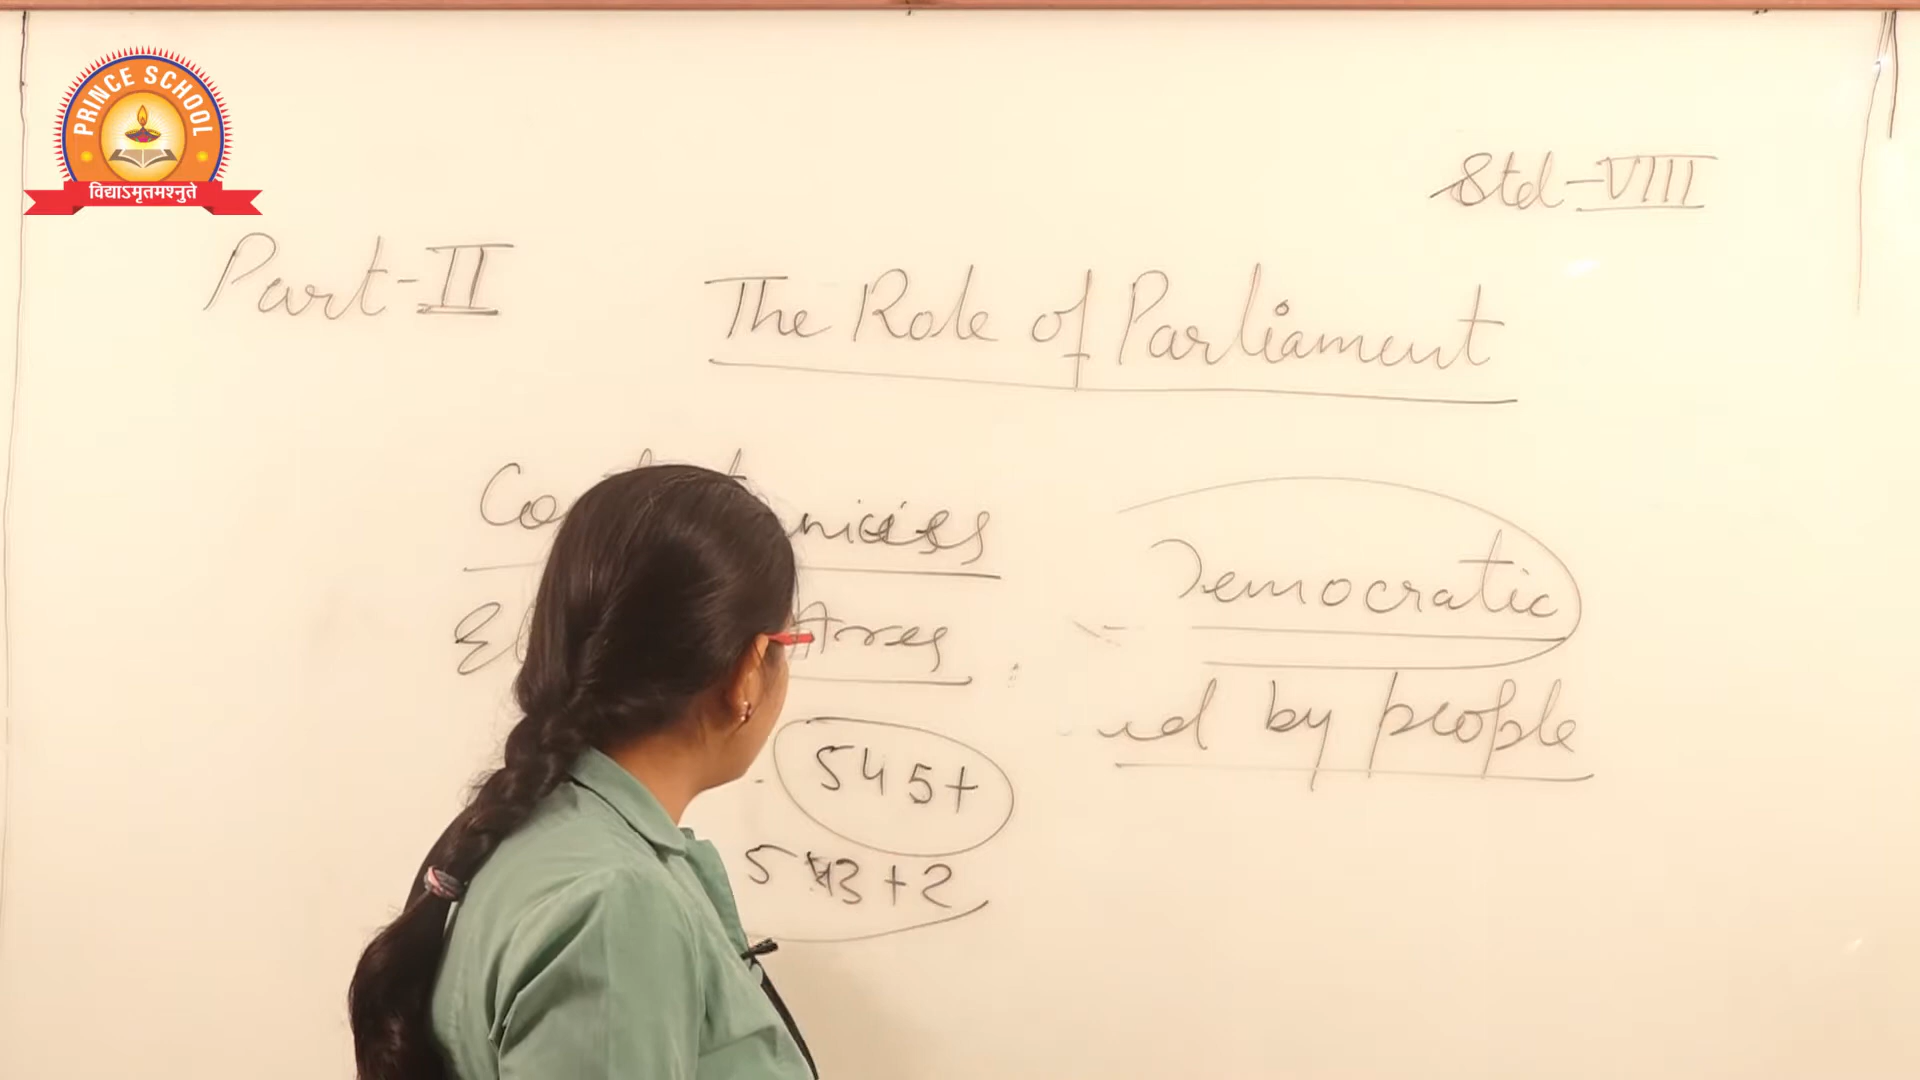 PRINCE SCHOOL
विद्याऽमृतमश्नुते
Std-VIII
Part-II
The Role of Parliament
Democratic
by people
545+
543+2